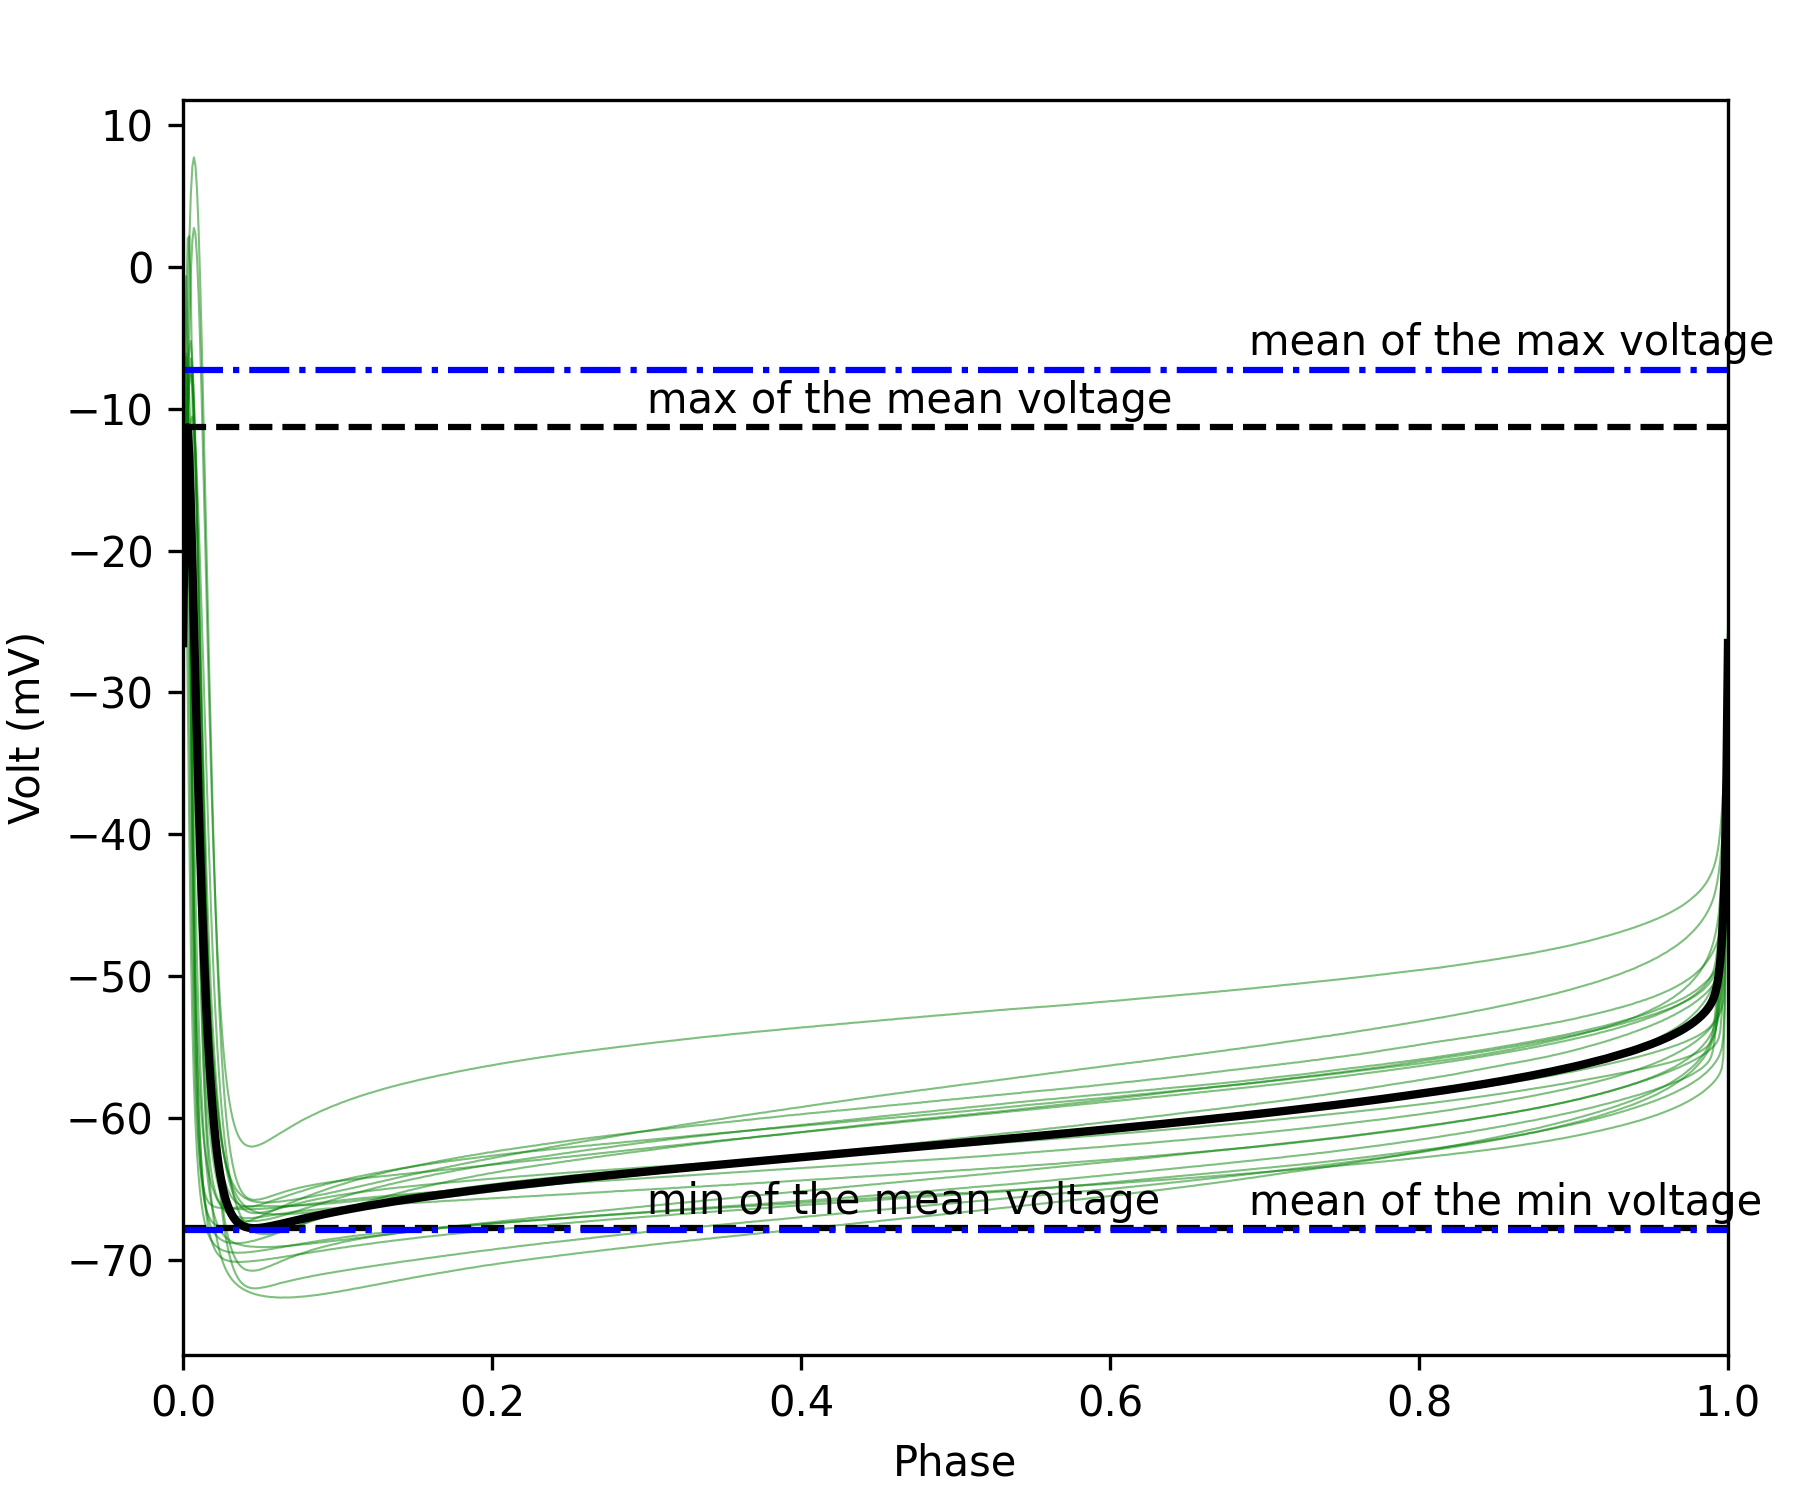 10
0
−10
−20
−30
−40
−50
−60
−70
Volt (mV)
mean of the max voltage
max of the mean voltage
min of the mean voltage
mean of the min voltage
0.0 0.2 0.4 0.6 0.8 1.0
Phase